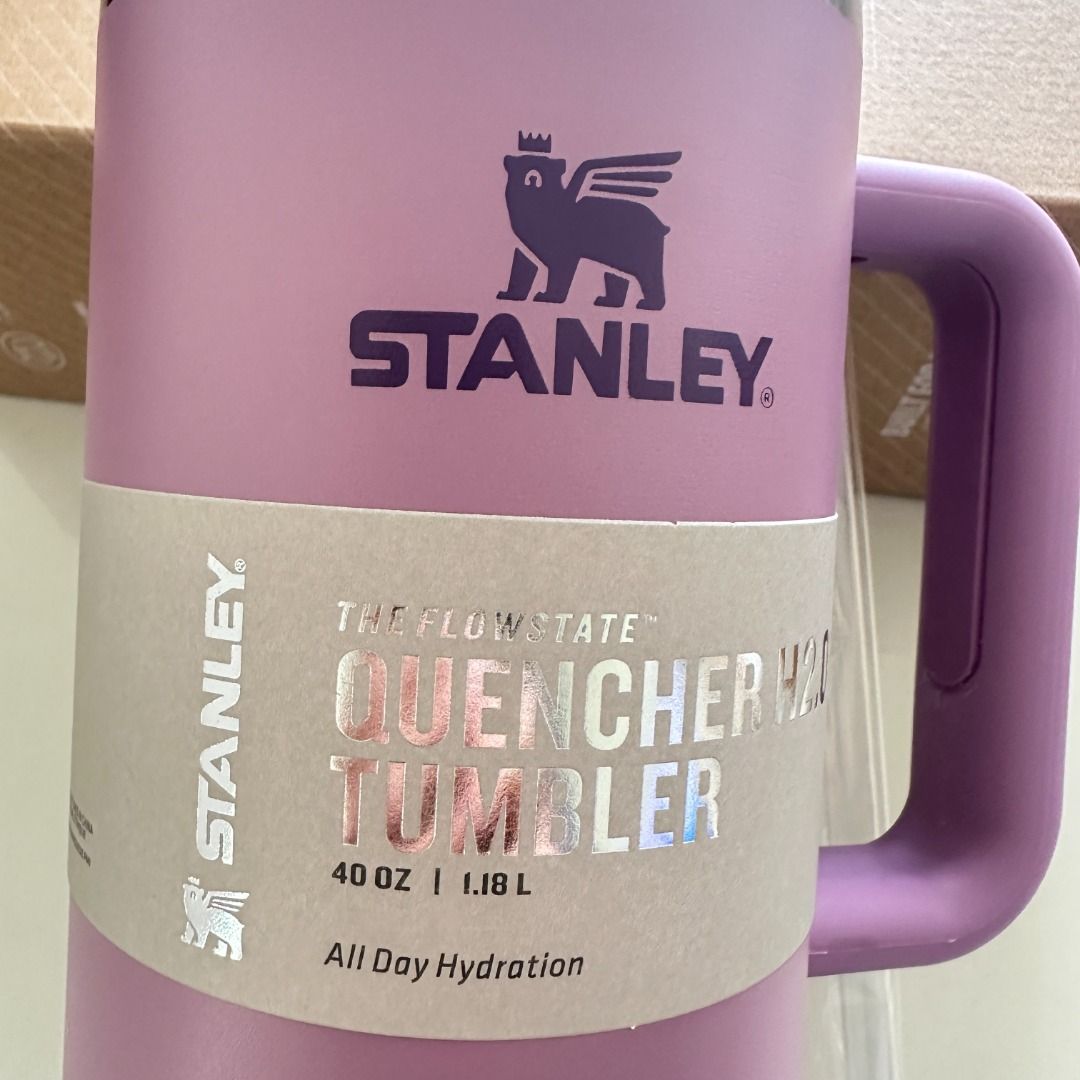 STANLEY®
STANLEY®
THE FLOWSTATE™
QUENCHER H2.0
TUMBLER
40 OZ | 1.18 L
All Day Hydration